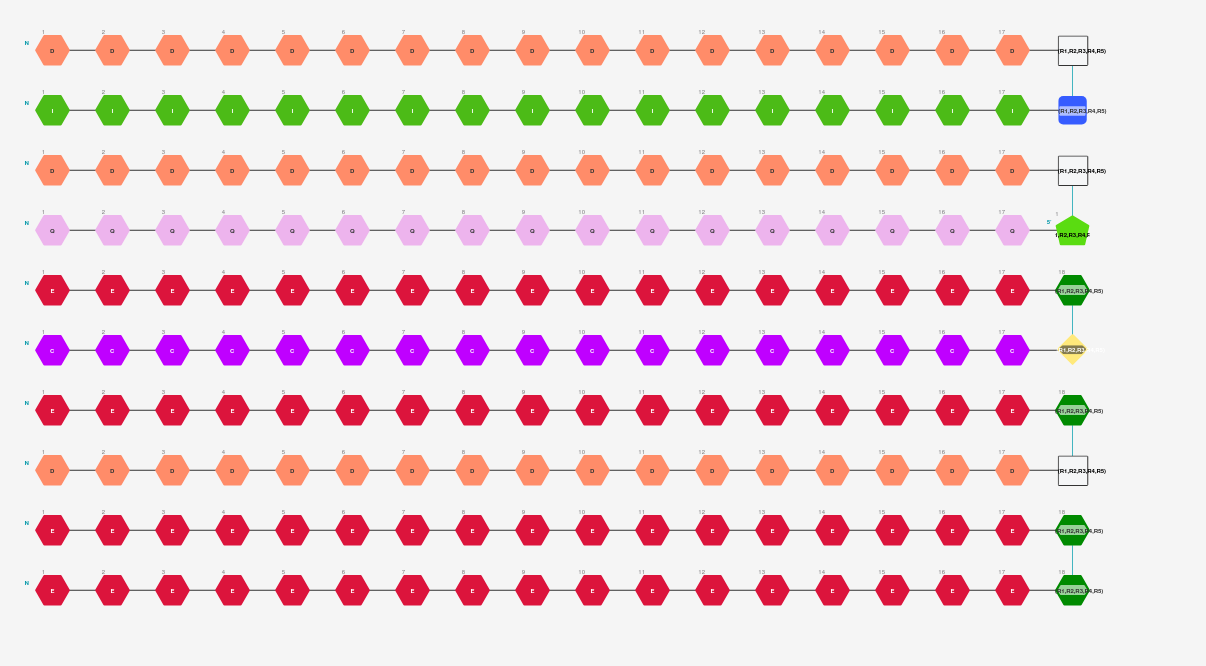 1 2 3 4 5 6 7 8 9 10 11 12 13 14 15 16 17
N D D D D D D D D D D D D D D D D D (R1,R2,R3,R4,R5)
1 2 3 4 5 6 7 8 9 10 11 12 13 14 15 16 17
N I I I I I I I I I I I I I I I I I (R1,R2,R3,R4,R5)
1 2 3 4 5 6 7 8 9 10 11 12 13 14 15 16 17
N D D D D D D D D D D D D D D D D D (R1,R2,R3,R4,R5)
1 2 3 4 5 6 7 8 9 10 11 12 13 14 15 16 17 1
N Q Q Q Q Q Q Q Q Q Q Q Q Q Q Q Q Q 5' 1,R2,R3,R4,F
1 2 3 4 5 6 7 8 9 10 11 12 13 14 15 16 17 18
N E E E E E E E E E E E E E E E E E (R1,R2,R3,R4,R5)
1 2 3 4 5 6 7 8 9 10 11 12 13 14 15 16 17
N C C C C C C C C C C C C C C C C C R1,R2,R3
1 2 3 4 5 6 7 8 9 10 11 12 13 14 15 16 17 18
N E E E E E E E E E E E E E E E E E (R1,R2,R3,R4,R5)
1 2 3 4 5 6 7 8 9 10 11 12 13 14 15 16 17
N D D D D D D D D D D D D D D D D D (R1,R2,R3,R4,R5)
1 2 3 4 5 6 7 8 9 10 11 12 13 14 15 16 17 18
N E E E E E E E E E E E E E E E E E (R1,R2,R3,R4,R5)
1 2 3 4 5 6 7 8 9 10 11 12 13 14 15 16 17 18
N E E E E E E E E E E E E E E E E E (R1,R2,R3,R4,R5)